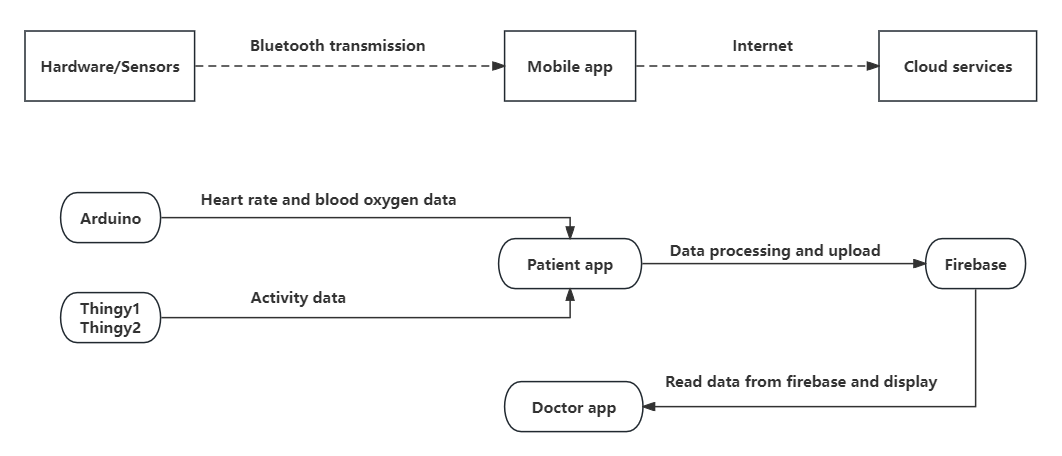 Bluetooth transmission
Internet
Hardware/Sensors
Mobile app
Cloud services
Heart rate and blood oxygen data
Arduino
Data processing and upload
Patient app
Firebase
Activity data
Thingy1
Thingy2
Read data from firebase and display
Doctor app